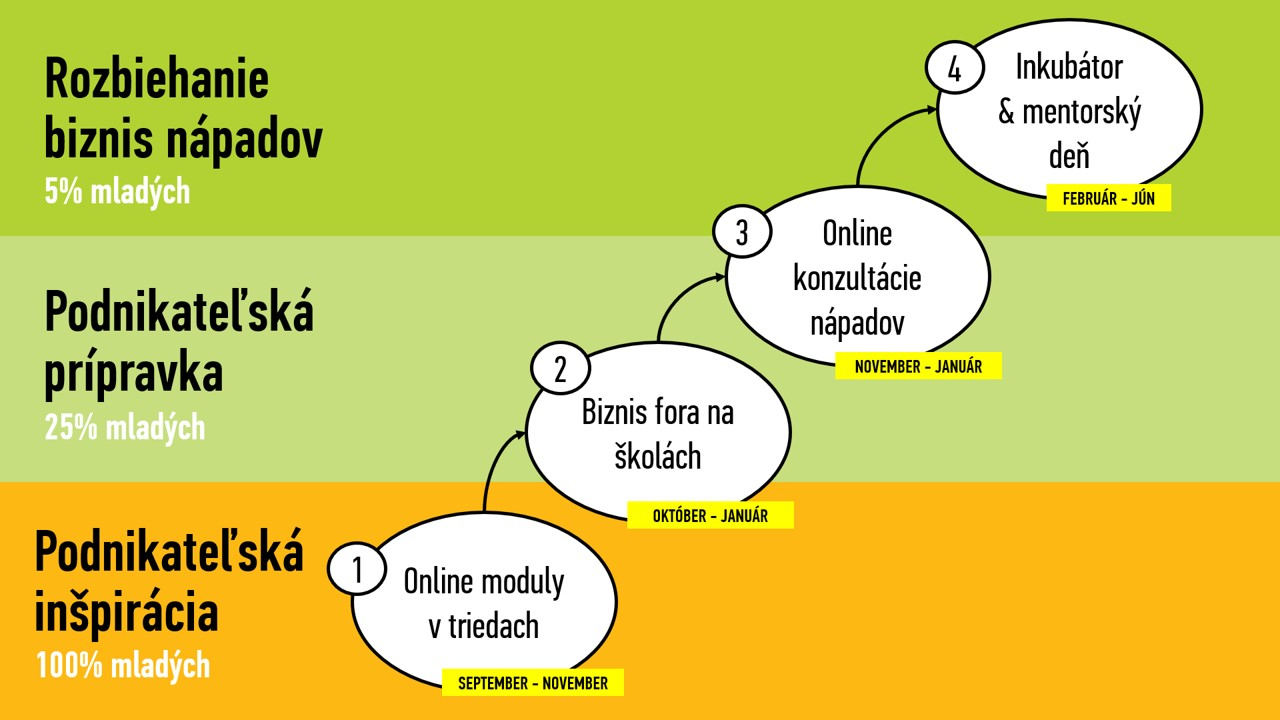 Rozbiehanie
biznis nápadov
5% mladých
4
Inkubátor
& mentorský
deň
FEBRUÁR - JÚN
Podnikateľská
prípravka
25% mladých
3
Online
konzultácie
nápadov
NOVEMBER - JANUÁR
2
Biznis fora na
školách
OKTÓBER - JANUÁR
Podnikateľská
inšpirácia
100% mladých
1
Online moduly
v triedach
SEPTEMBER - NOVEMBER